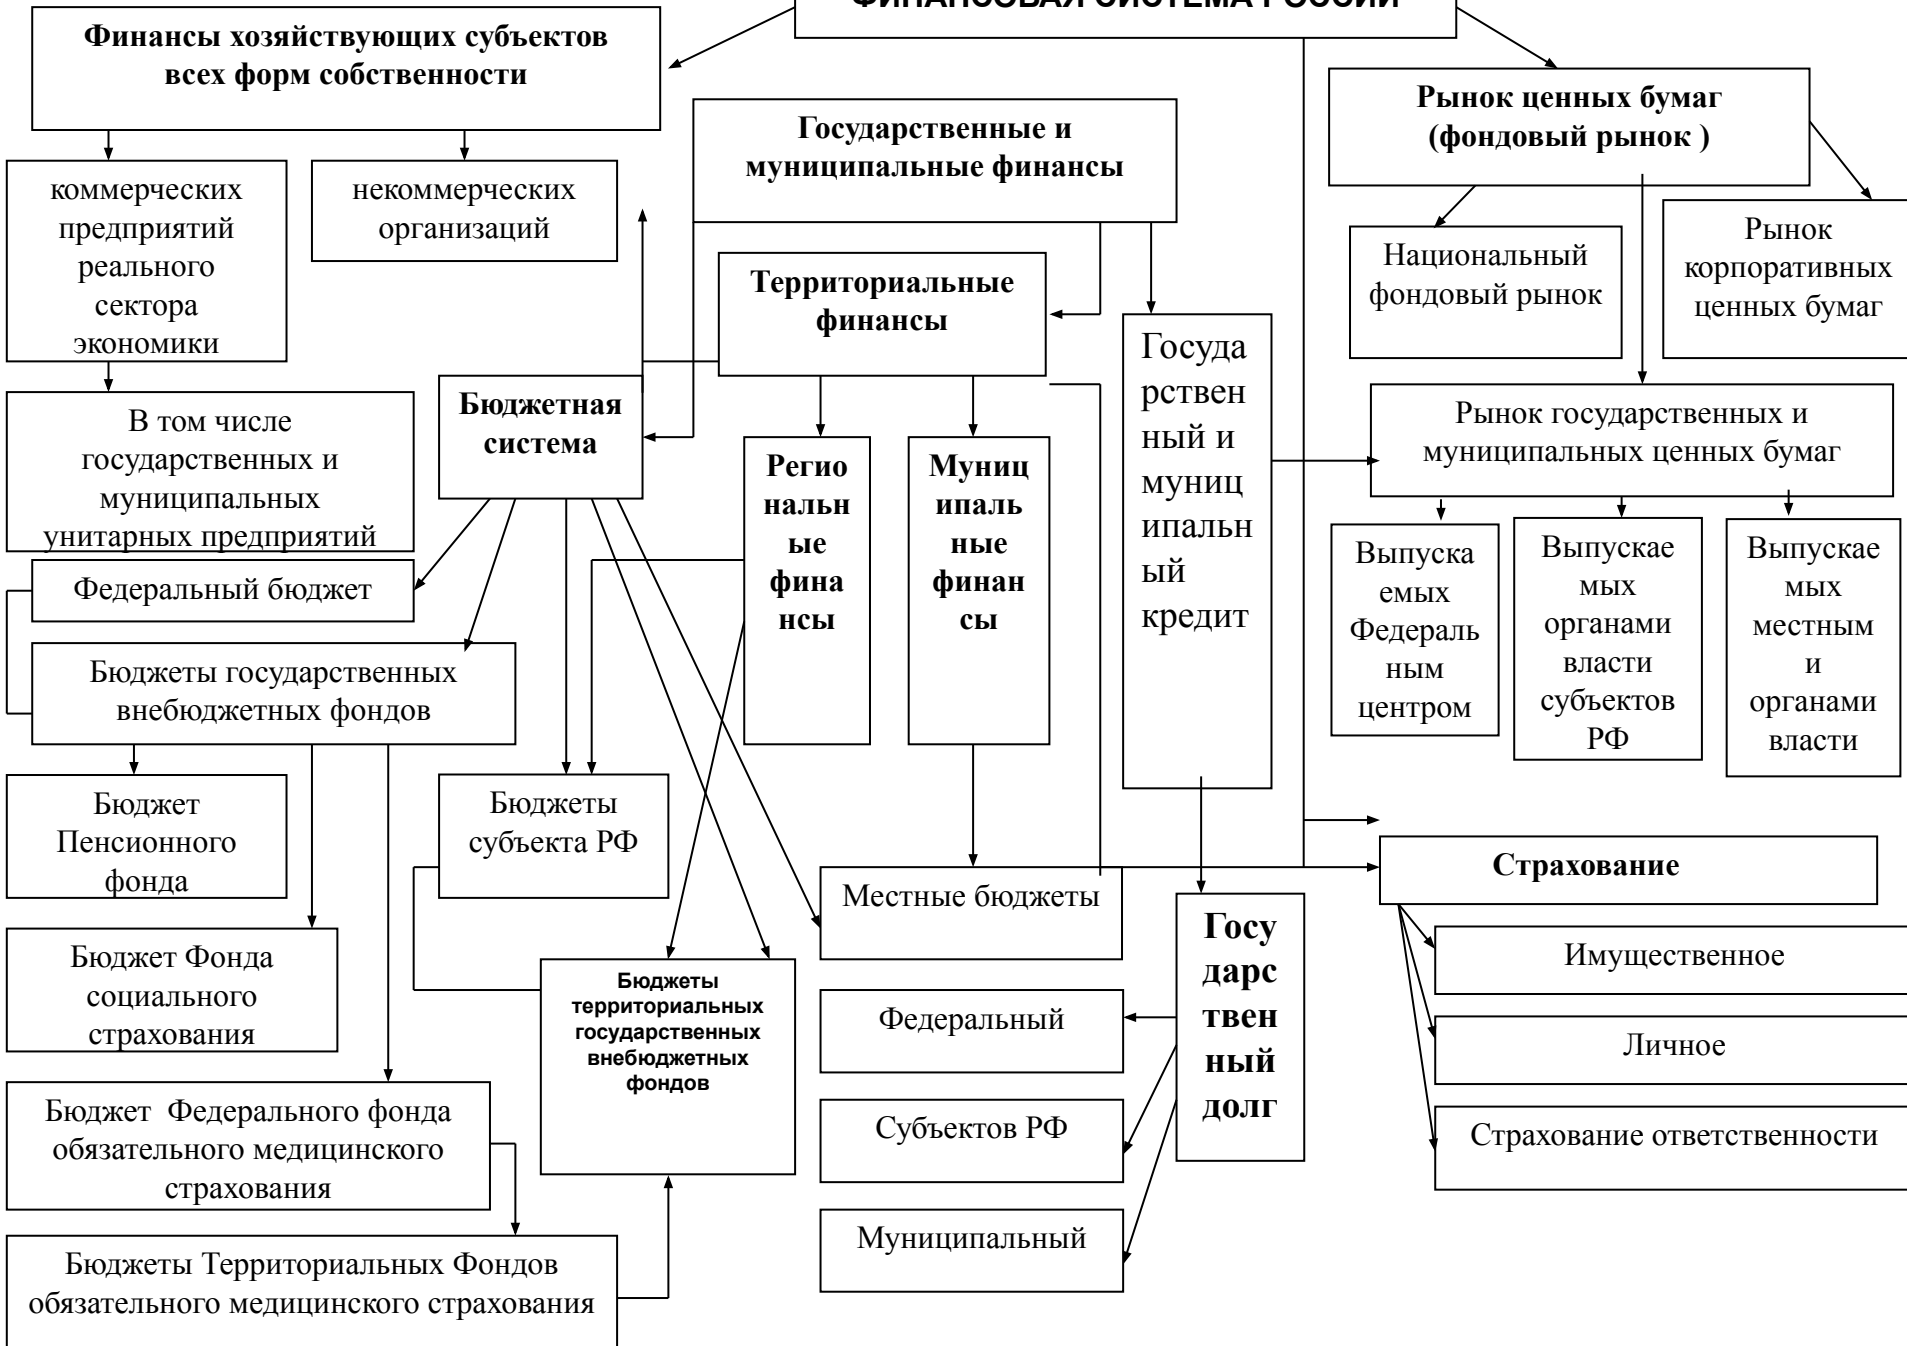 ФИНАНСОВАЯ СИСТЕМА РОССИИ
Финансы хозяйствующих субъектов
всех форм собственности
коммерческих
предприятий
реального
сектора
экономики
некоммерческих
организаций
В том числе
государственных и
муниципальных
унитарных предприятий
Государственные и
муниципальные финансы
Территориальные
финансы
Бюджетная
система
Регио
нальн
ые
фина
нсы
Муниц
ипаль
ные
финан
сы
Госуда
рствен
ный и
муниц
ипальн
ый
кредит
Рынок ценных бумаг
(фондовый рынок )
Национальный
фондовый рынок
Рынок
корпоративных
ценных бумаг
Рынок государственных и
муниципальных ценных бумаг
Выпуска
емых
Федераль
ным
центром
Выпускае
мых
органами
власти
субъектов
РФ
Выпускае
мых
местным
и
органами
власти
Федеральный бюджет
Бюджеты государственных
внебюджетных фондов
Бюджет
Пенсионного
фонда
Бюджет Фонда
социального
страхования
Бюджет Федерального фонда
обязательного медицинского
страхования
Бюджеты Территориальных Фондов
обязательного медицинского страхования
Бюджеты
субъекта РФ
Бюджеты
территориальных
государственных
внебюджетных
фондов
Местные бюджеты
Федеральный
Субъектов РФ
Муниципальный
Госу
дарс
твен
ный
долг
Страхование
Имущественное
Личное
Страхование ответственности